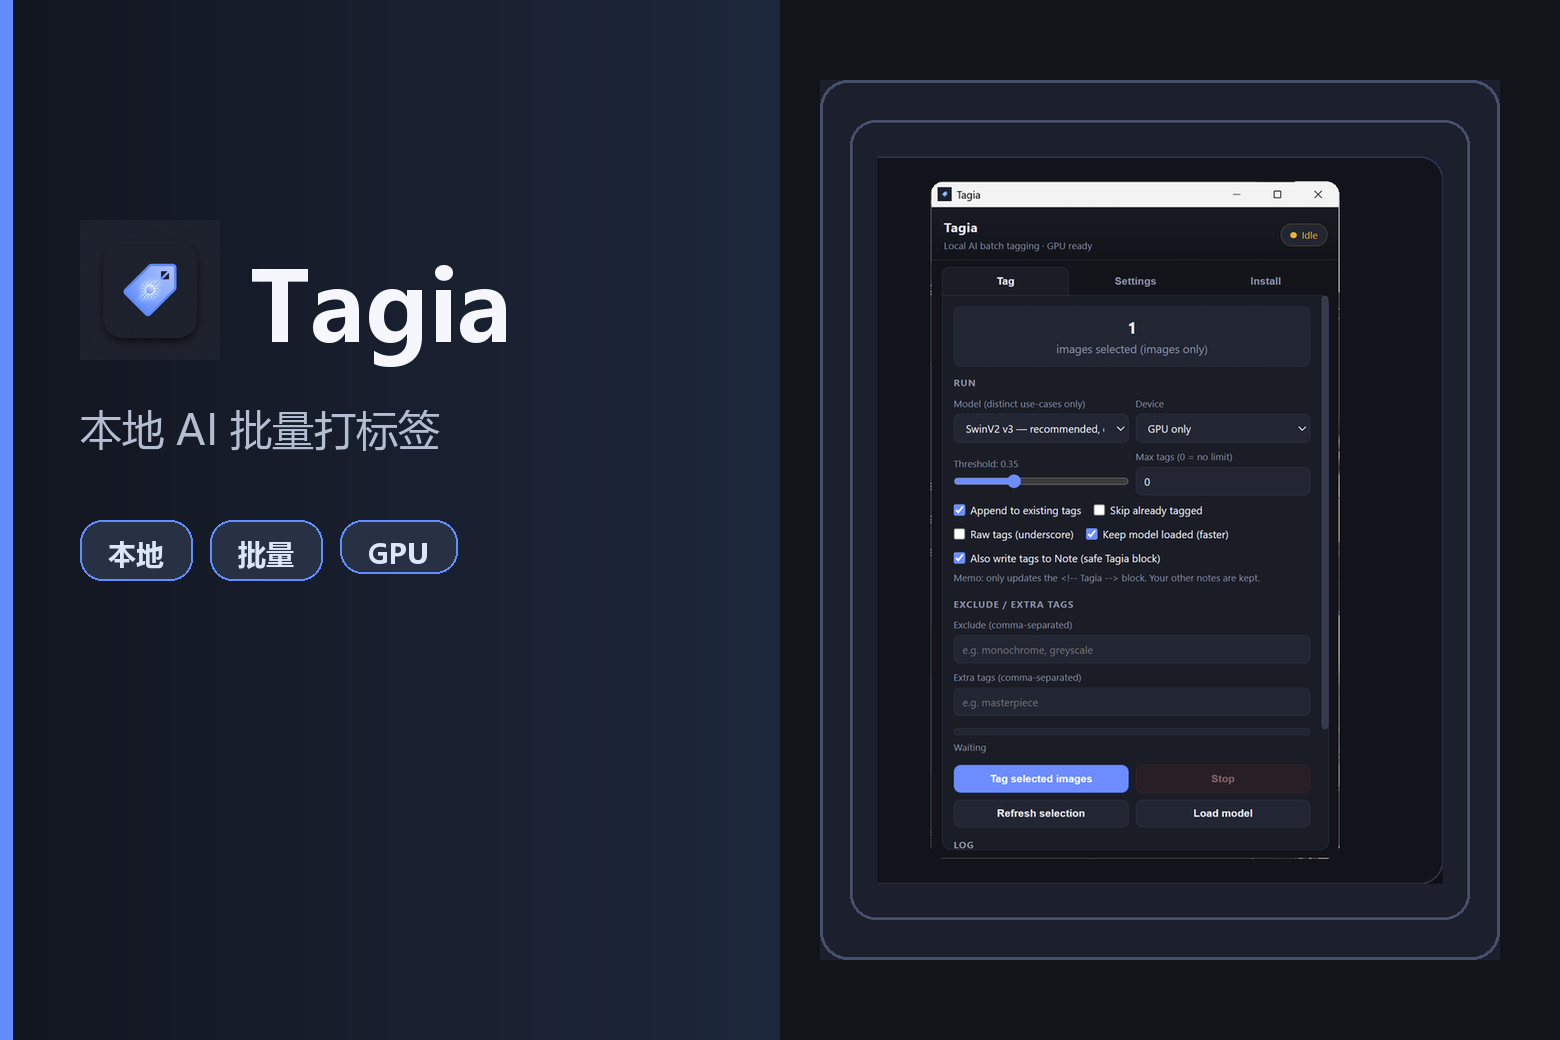 Tagia
本地 AI 批量打标签
本地 批量 GPU
Tagia
Tagia
Local AI batch tagging · GPU ready
Idle
Tag Settings Install
1
images selected (images only)
RUN
Model (distinct use-cases only) Device
SwinV2 v3 — recommended, GPU only
Threshold: 0.35 Max tags (0 = no limit)
0
Append to existing tags Skip already tagged
Raw tags (underscore) Keep model loaded (faster)
Also write tags to Note (safe Tagia block)
Memo: only updates the <!-- Tagia --> block. Your other notes are kept.
EXCLUDE / EXTRA TAGS
Exclude (comma-separated)
e.g. monochrome, greyscale
Extra tags (comma-separated)
e.g. masterpiece
Waiting
Tag selected images Stop
Refresh selection Load model
LOG